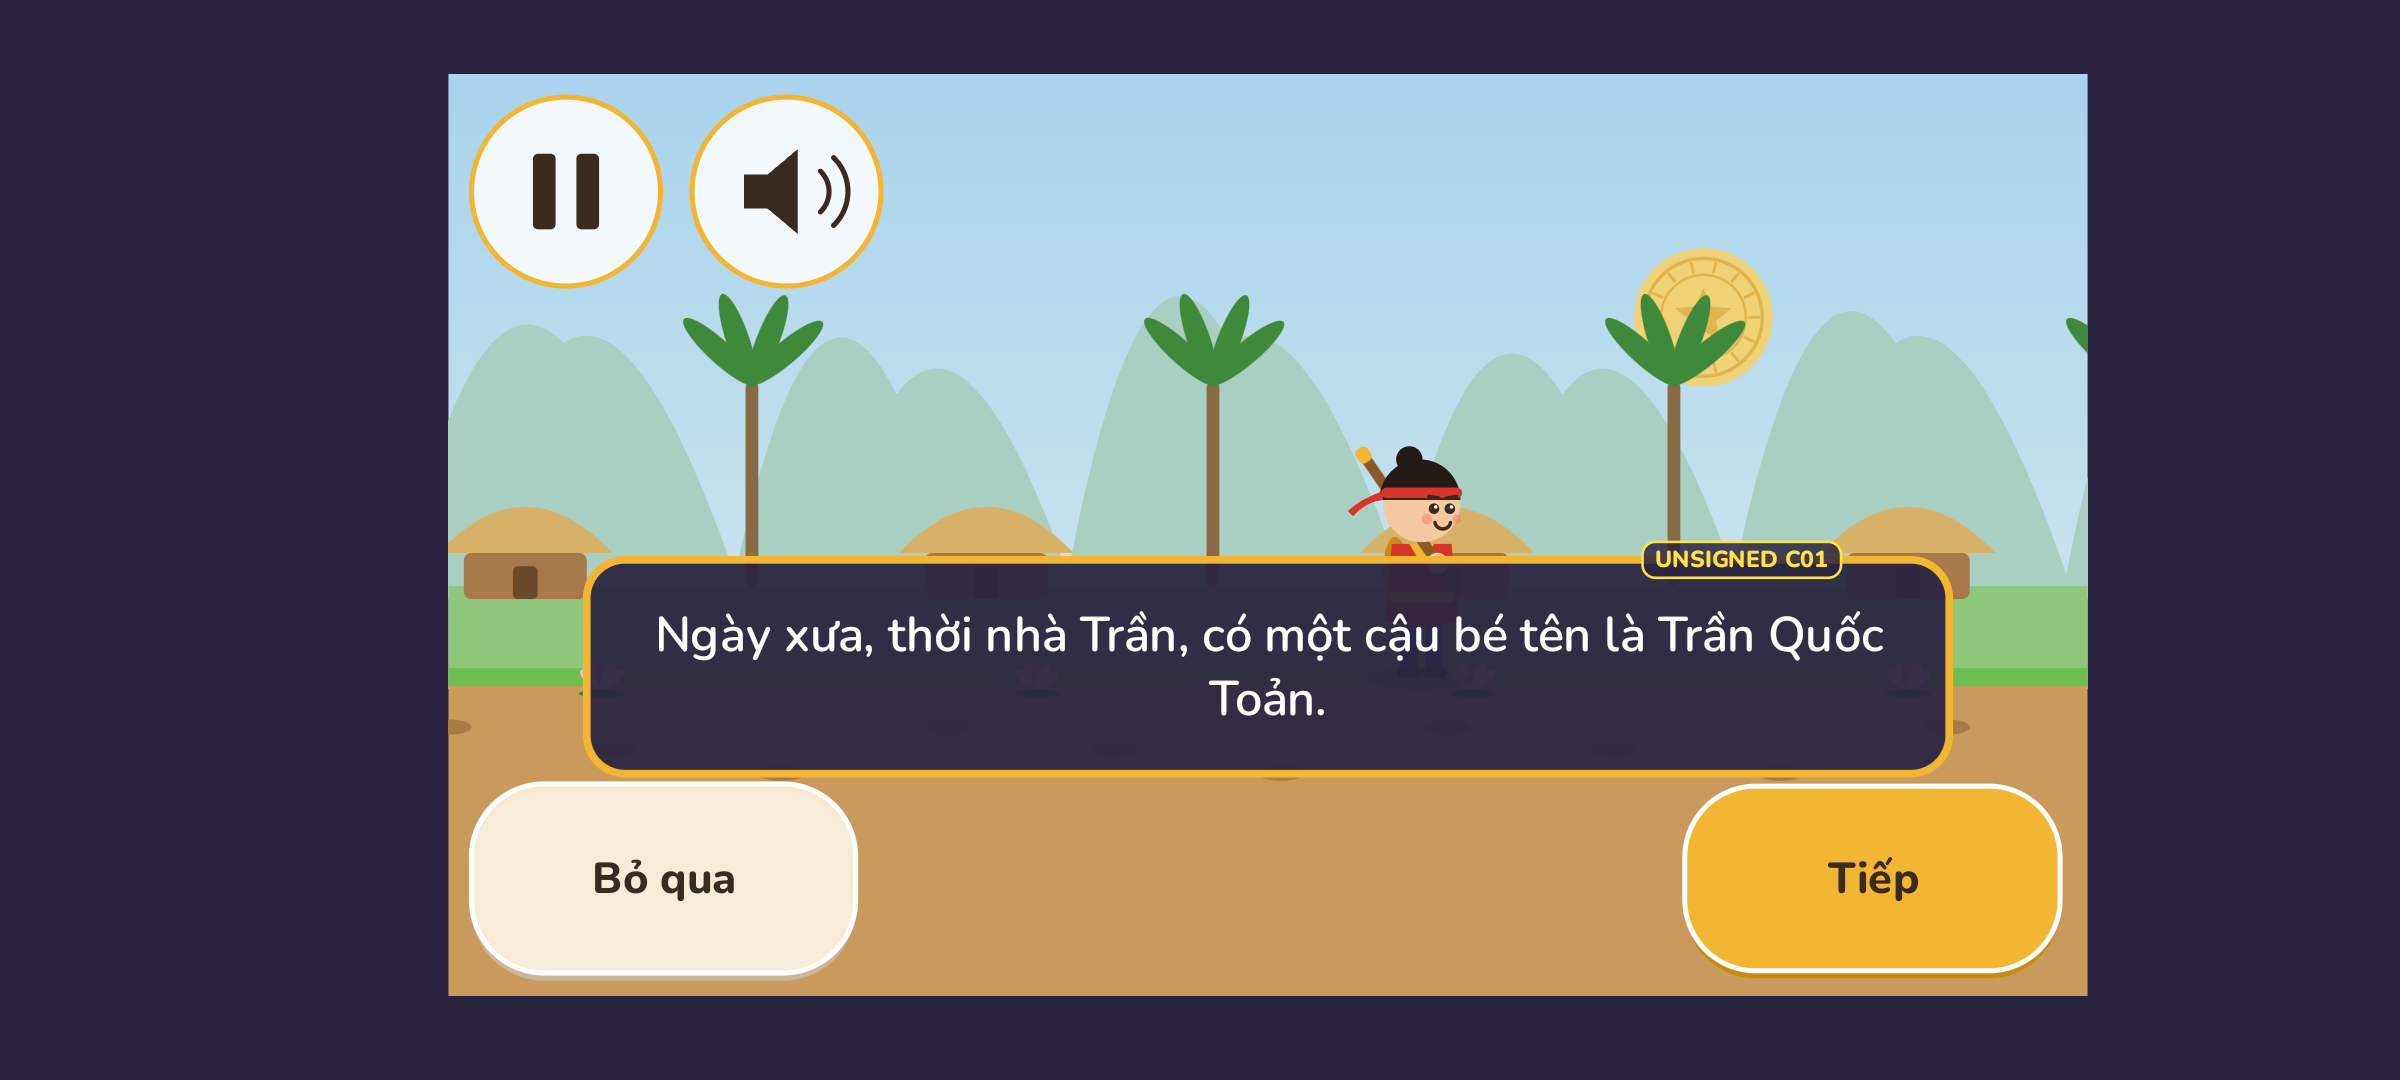 UNSIGNED C01
Ngày xưa, thời nhà Trần, có một cậu bé tên là Trần Quốc
Toản.
Bỏ qua
Tiếp